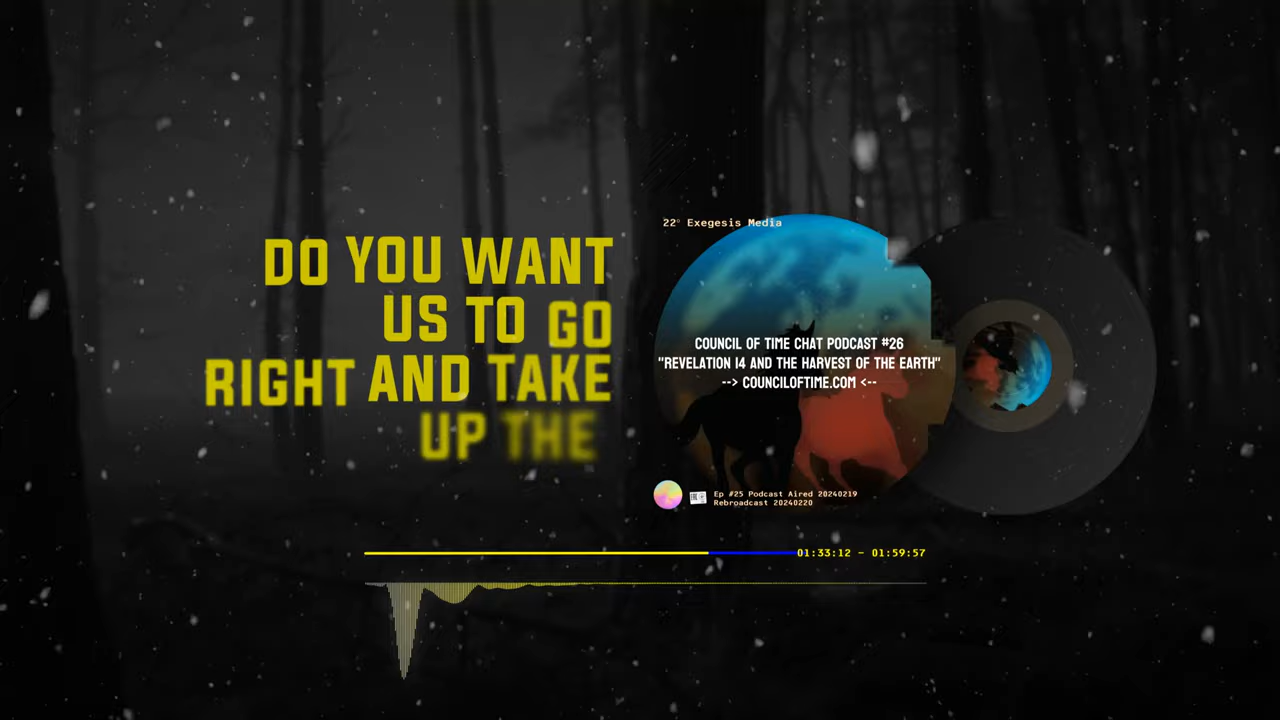 DO YOU WANT
US TO GO
RIGHT AND TAKE
UP THE
22° Exegesis Media
COUNCIL OF TIME CHAT PODCAST #26
"REVELATION 14 AND THE HARVEST OF THE EARTH"
--> COUNCILOFTIME.COM <--
Ep #25 Podcast Aired 20240219
Rebroadcast 20240220
01:33:12 - 01:59:57